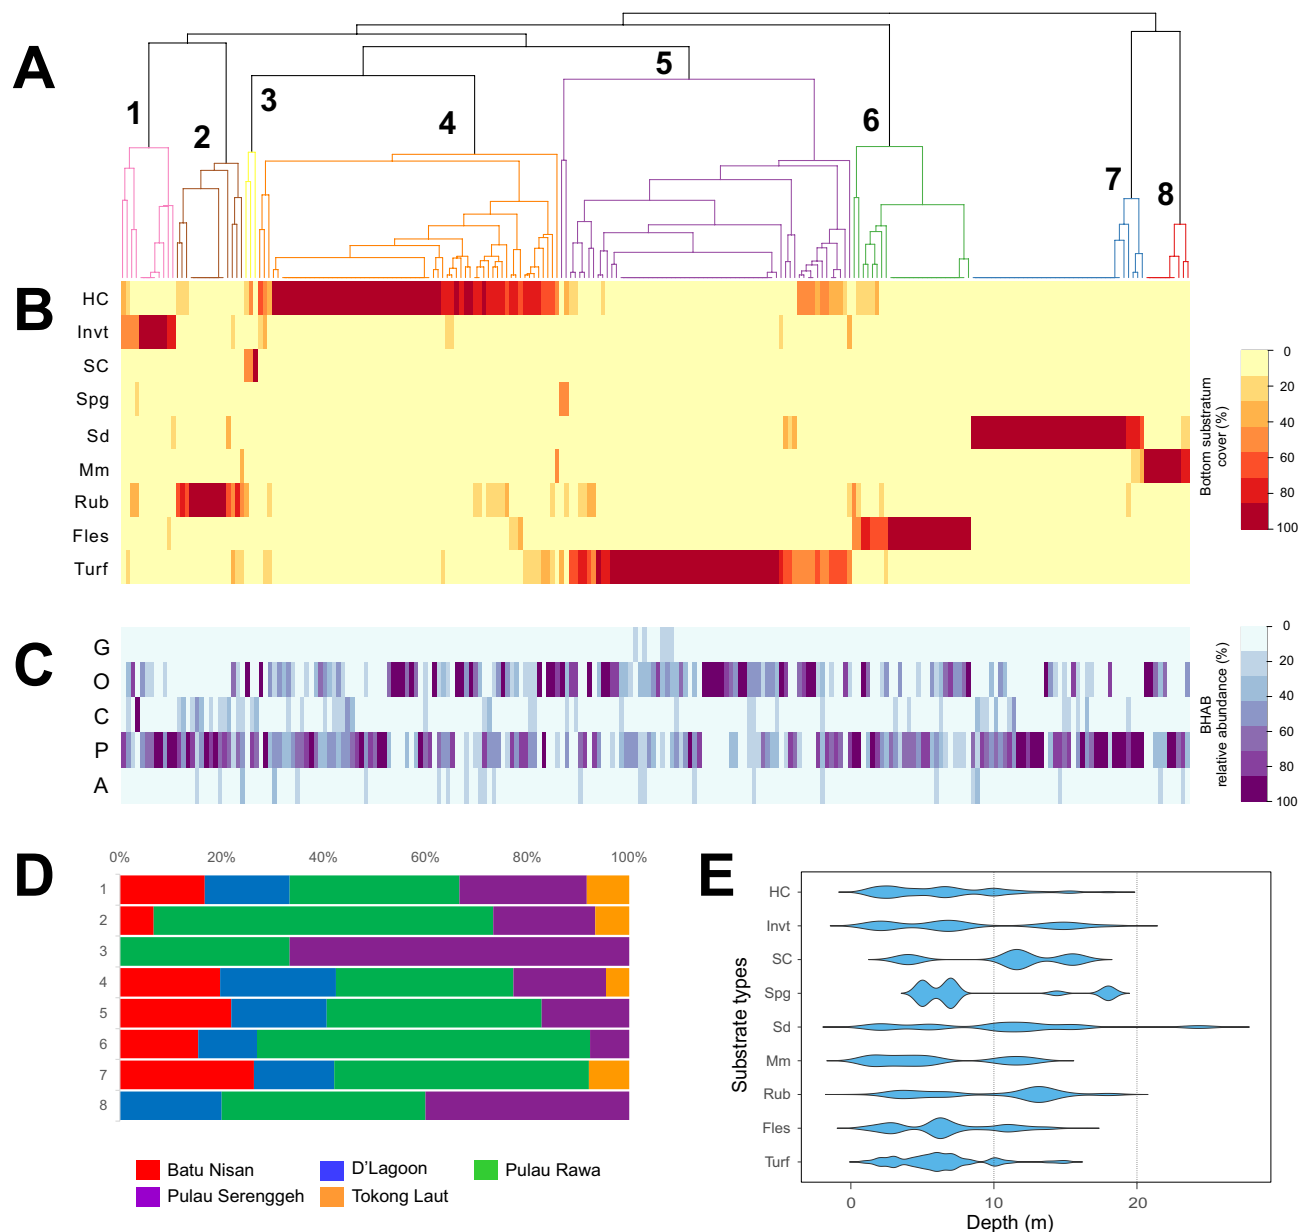 A
1
2
3
4
5
6
7
8
B
HC
Invt
SC
Spg
Sd
Mm
Rub
Fles
Turf
Bottom substratum
cover (%)
0
20
40
60
80
100
C
G
O
C
P
A
BHAB
relative abundance (%)
0
20
40
60
80
100
D
0%
20%
40%
60%
80%
100%
1
2
3
4
5
6
7
8
Batu Nisan
D'Lagoon
Pulau Rawa
Pulau Serenggeh
Tokong Laut
E
Substrate types
HC
Invt
SC
Spg
Sd
Mm
Rub
Fles
Turf
0
10
20
Depth (m)